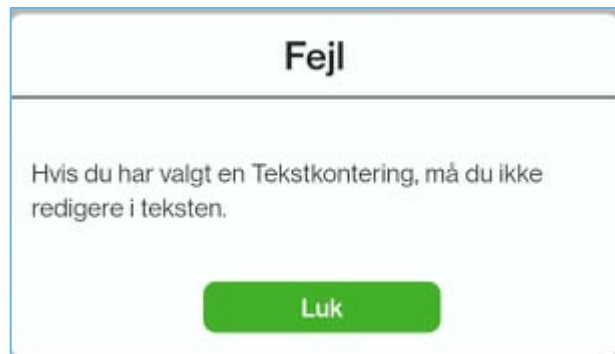 Fejl
Hvis du har valgt en Tekstkontering, må du ikke
redigere i teksten.
Luk